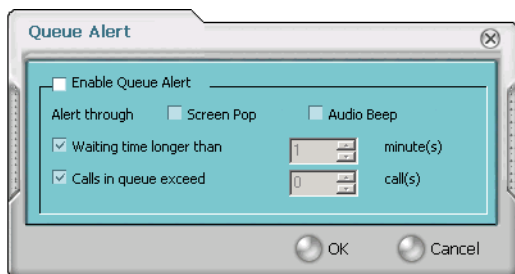 Queue Alert
Enable Queue Alert
Alert through Screen Pop Audio Beep
Waiting time longer than 1 minute(s)
Calls in queue exceed 0 call(s)
OK Cancel